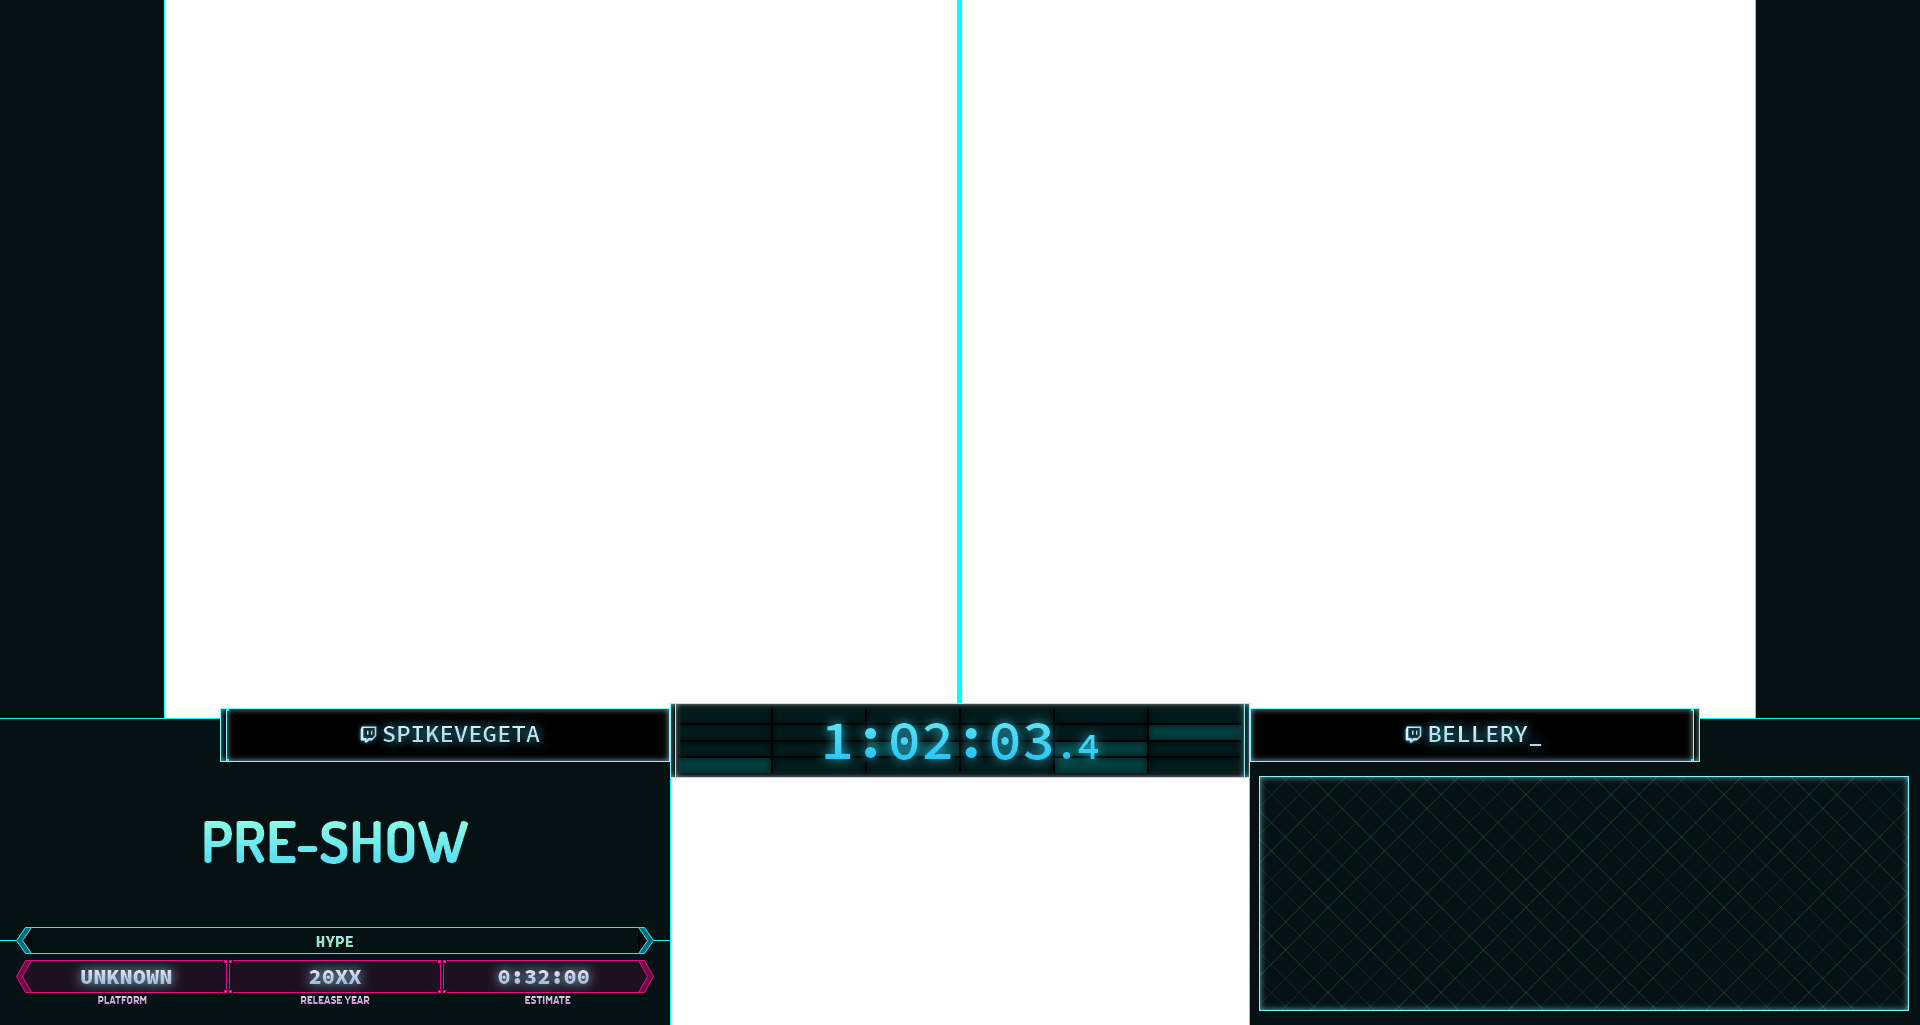 SPIKEVEGETA
1:02:03.4
BELLERY_
PRE-SHOW
HYPE
UNKNOWN
20XX
0:32:00
PLATFORM
RELEASE YEAR
ESTIMATE